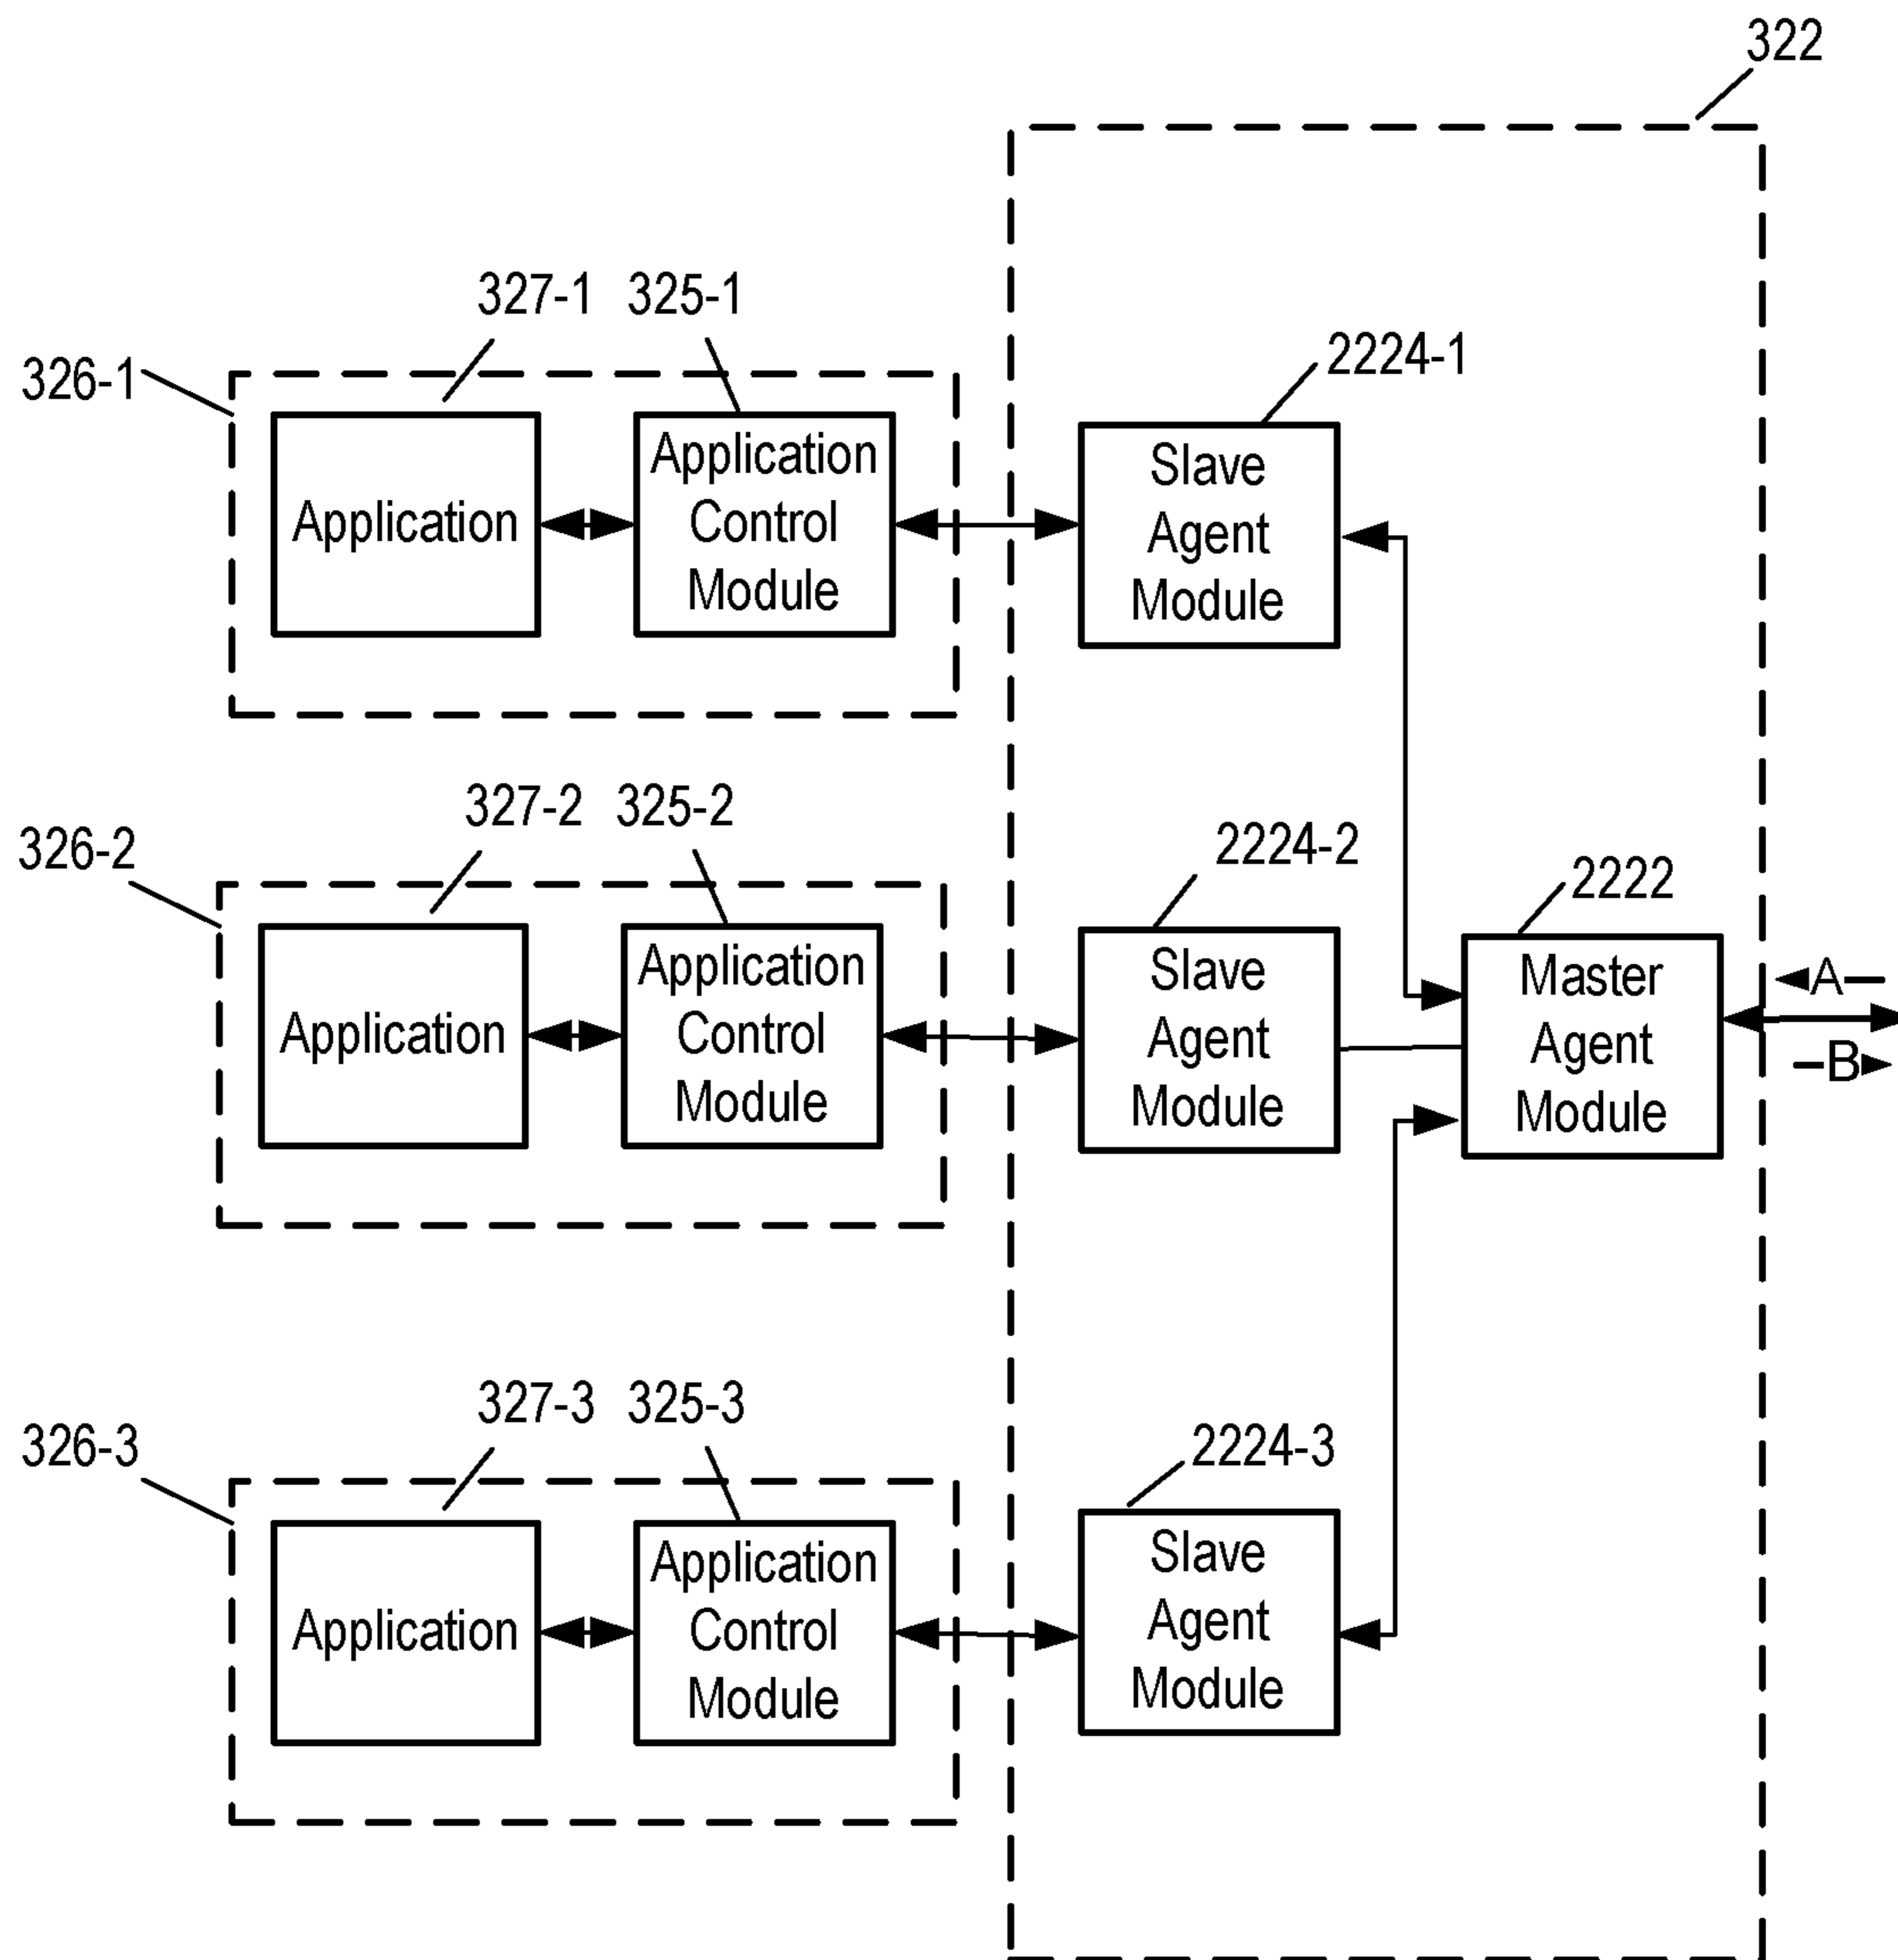 322
327-1 325-1
326-1
2224-1
Application
Application
Control
Module
Slave
Agent
Module
327-2 325-2
326-2
2224-2
2222
Application
Application
Control
Module
Slave
Agent
Module
Master
Agent
Module
A
B
327-3 325-3
326-3
2224-3
Application
Application
Control
Module
Slave
Agent
Module